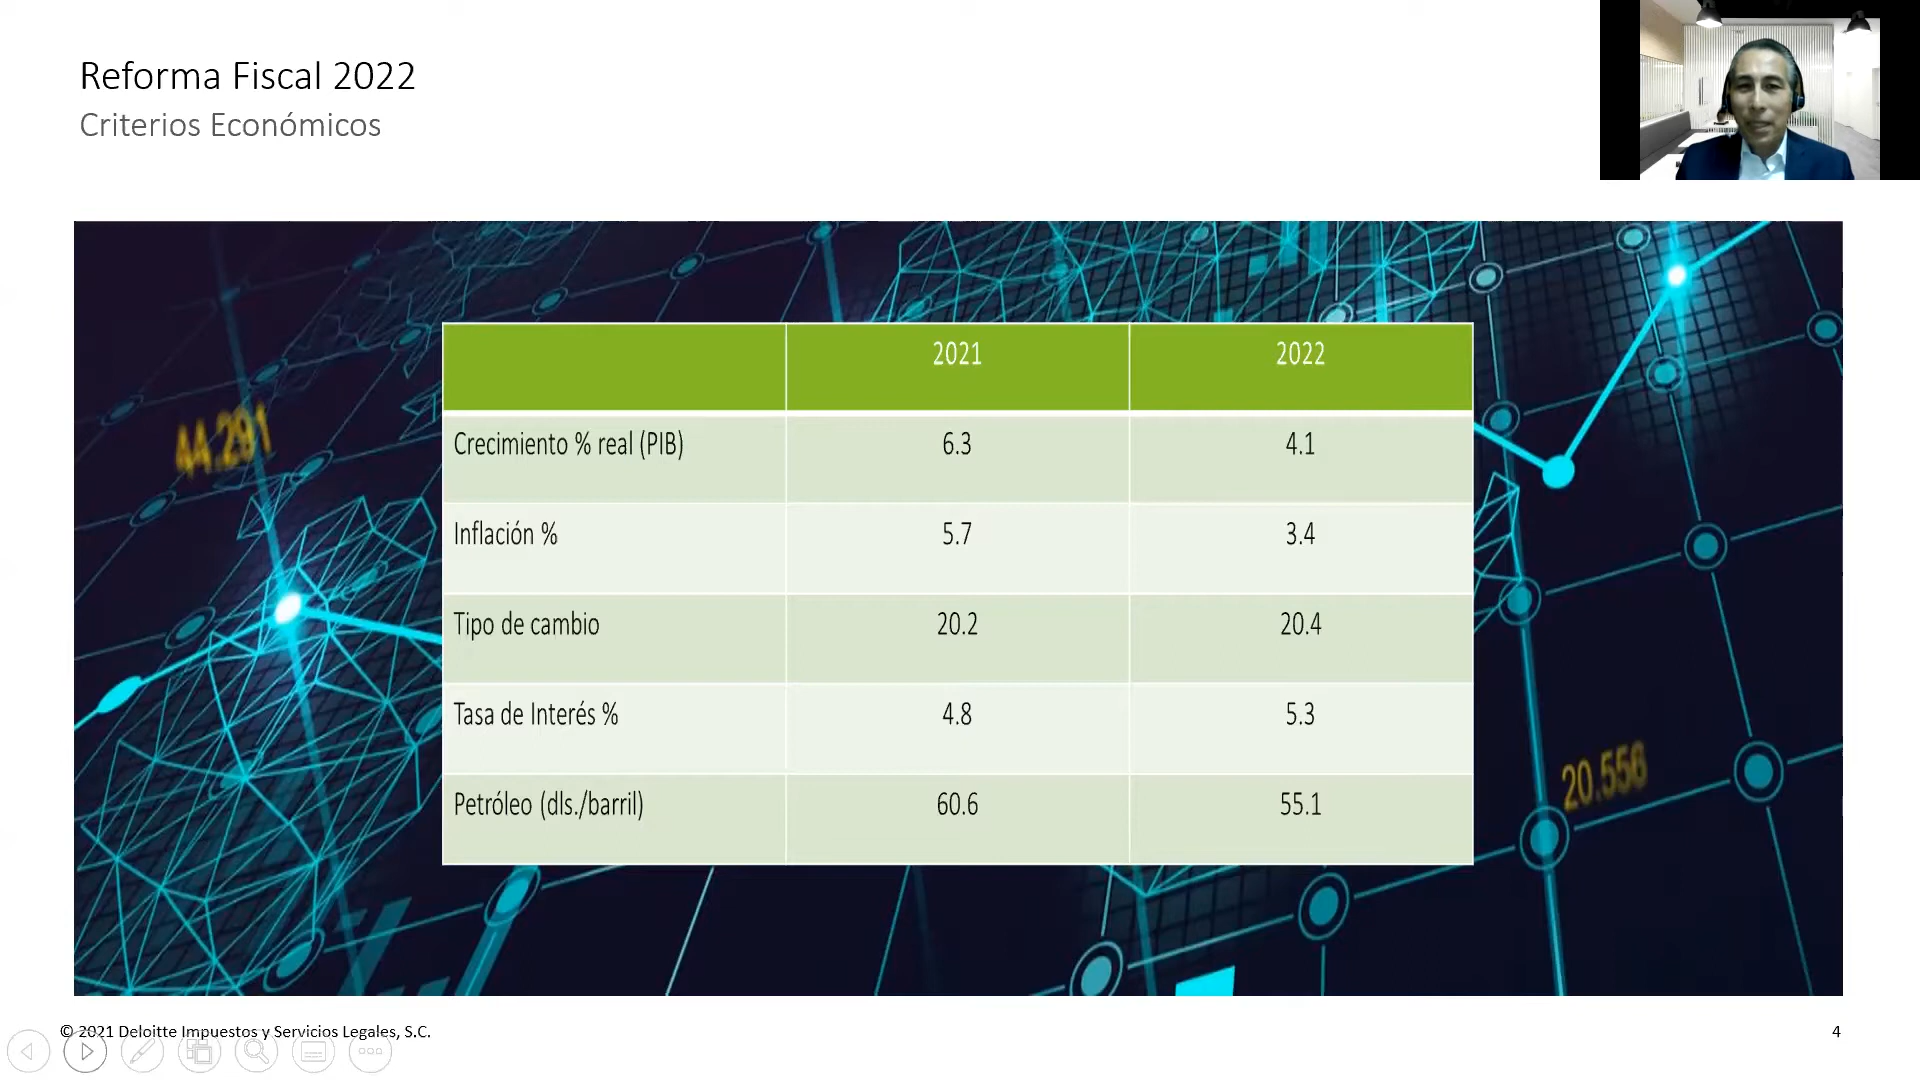 Reforma Fiscal 2022
Criterios Económicos
2021 2022
Crecimiento % real (PIB) 6.3 4.1
Inflación % 5.7 3.4
Tipo de cambio 20.2 20.4
Tasa de Interés % 4.8 5.3
Petróleo (dls./barril) 60.6 55.1
44.291
20.556
© 2021 Deloitte Impuestos y Servicios Legales, S.C.
4